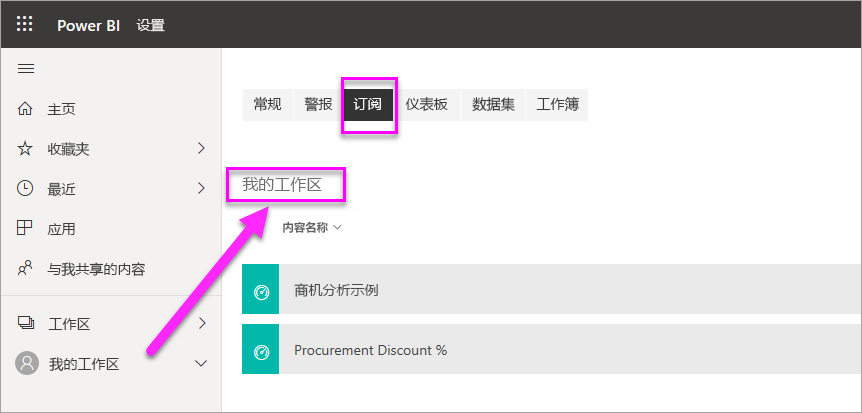 Power BI 设置
主页
收藏夹
最近
应用
与我共享的内容
工作区
我的工作区
常规 警报 订阅 仪表板 数据集 工作簿
我的工作区
内容名称
商机分析示例
Procurement Discount %